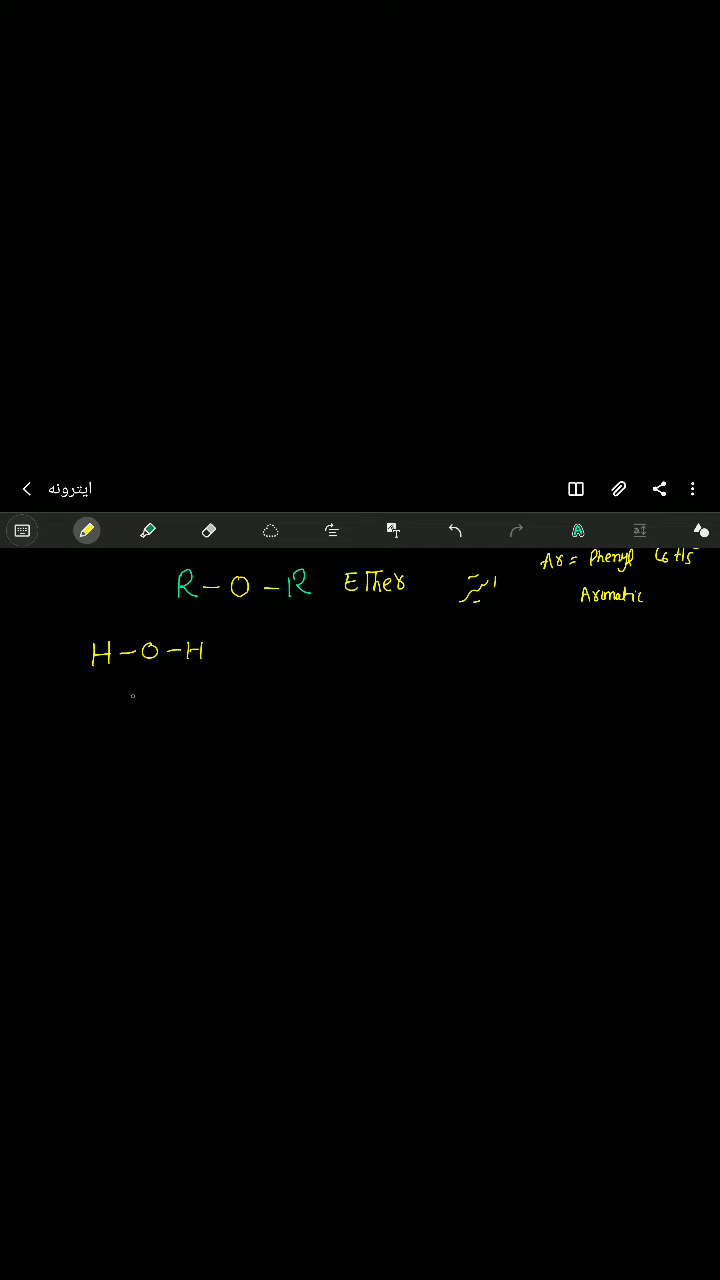 ایترونه
Ar = Phenyl C6H5-
R - O - R Ether ایتر
Aromatic
H - O - H